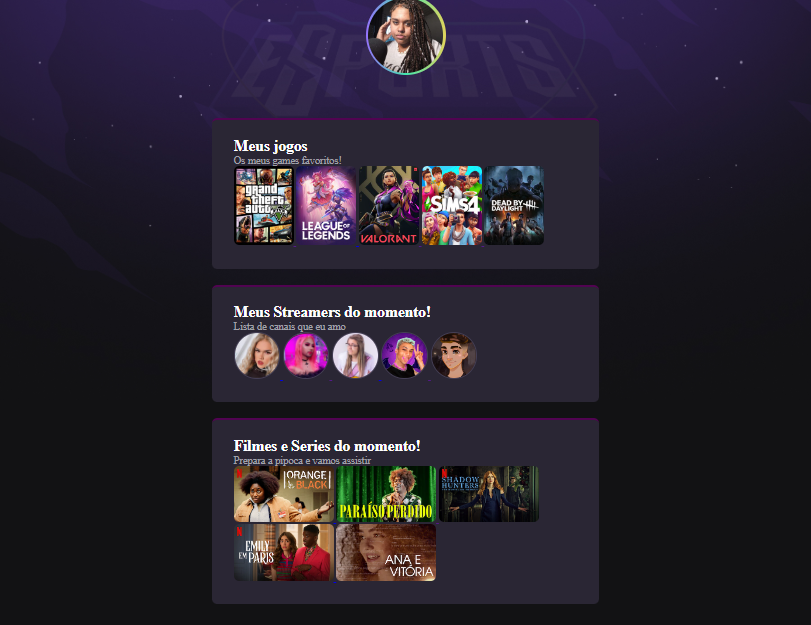 ESPORTS
Meus jogos
Os meus games favoritos!
grand theft auto V
LEAGUE OF LEGENDS
VALORANT
THE SIMS 4
DEAD BY DAYLIGHT
Meus Streamers do momento!
Lista de canais que eu amo
Filmes e Series do momento!
Prepara a pipoca e vamos assistir
ORANGE IS THE NEW BLACK
PARAÍSO PERDIDO
SHADOW HUNTERS
EMILY EM PARIS
ANA E VITÓRIA